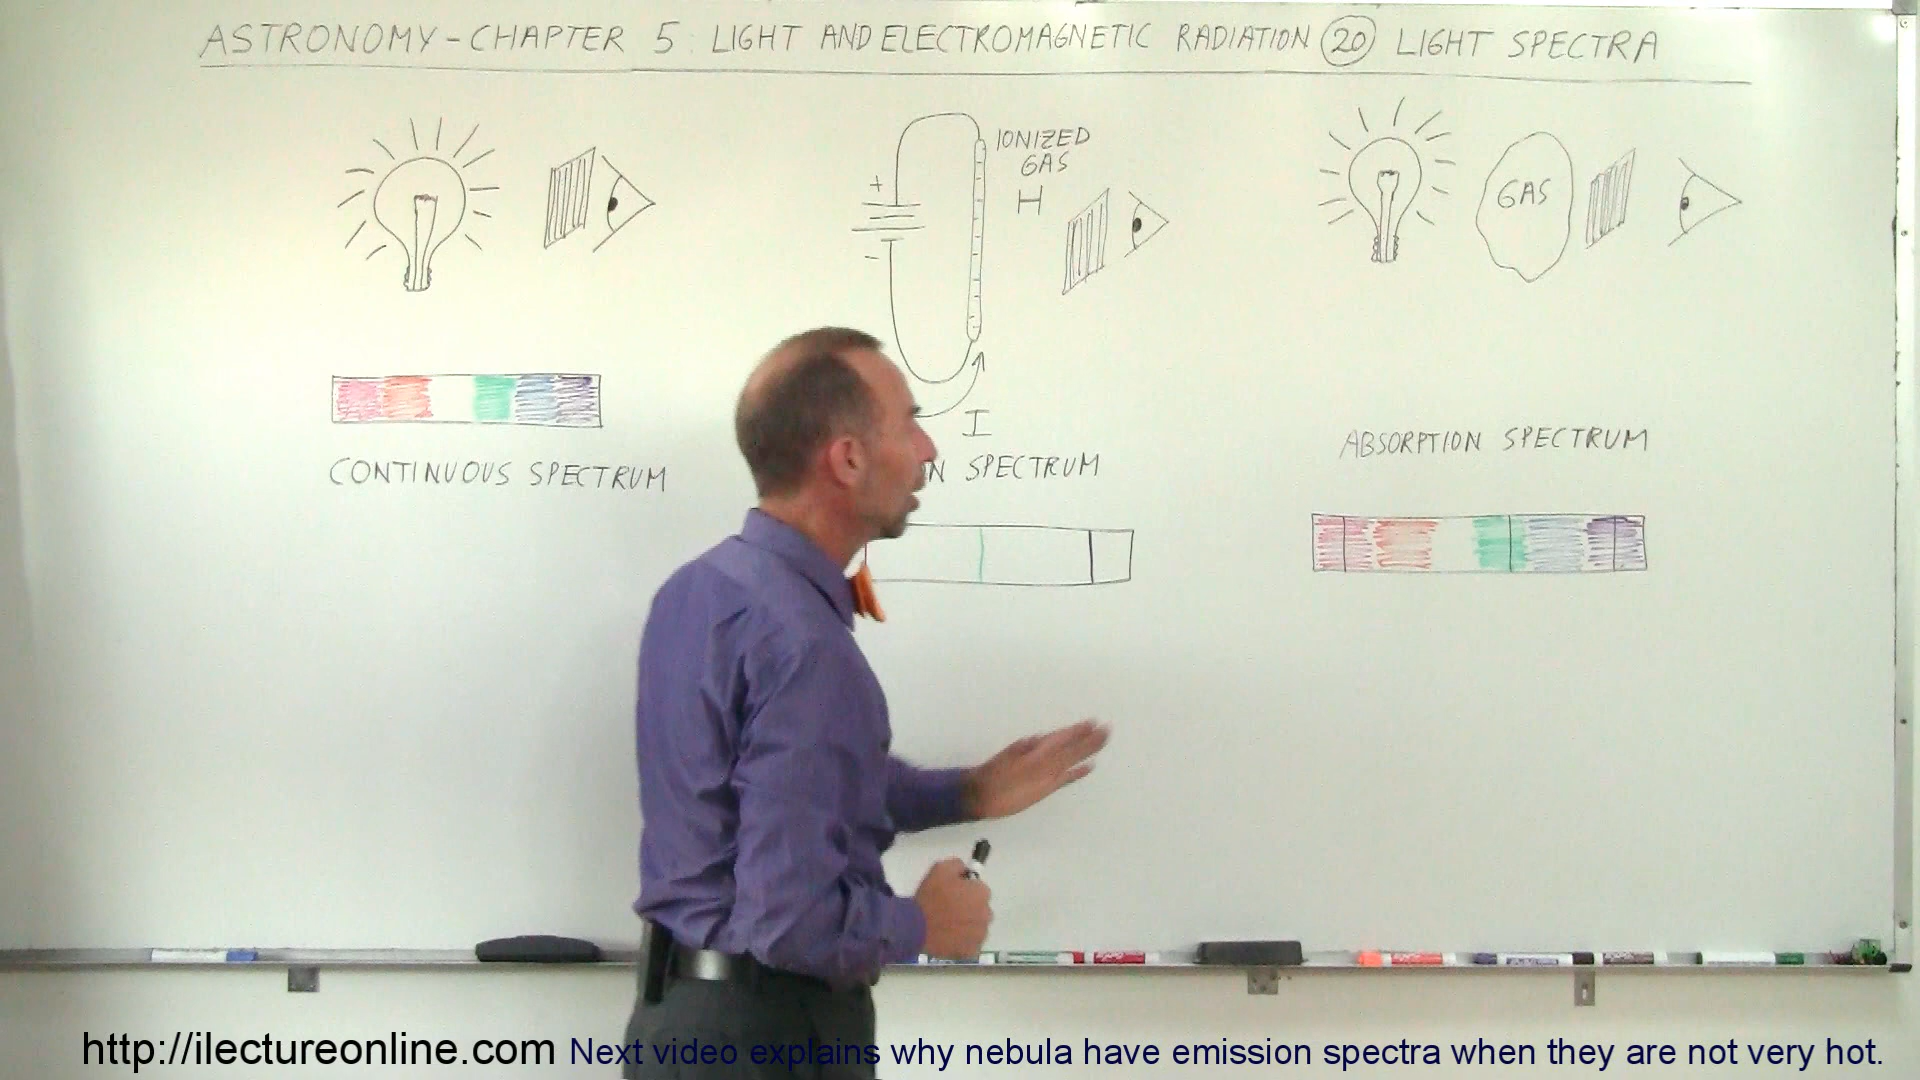 ASTRONOMY - CHAPTER 5 : LIGHT AND ELECTROMAGNETIC RADIATION 20 LIGHT SPECTRA
+
-
IONIZED
GAS
H
I
GAS
CONTINUOUS SPECTRUM
N SPECTRUM
ABSORPTION SPECTRUM
http://ilectureonline.com Next video explains why nebula have emission spectra when they are not very hot.